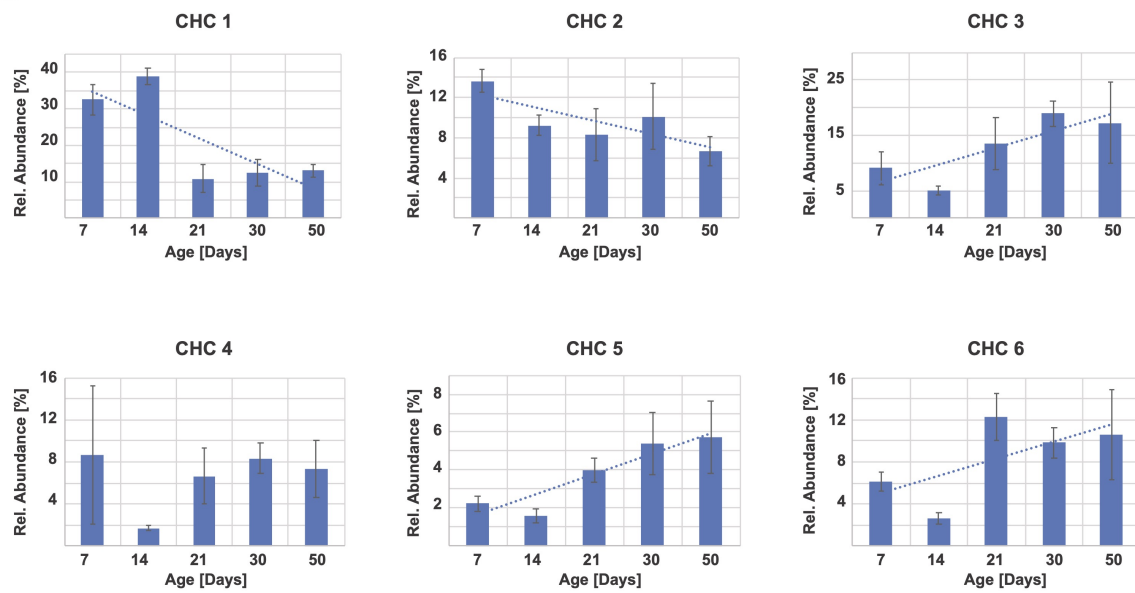 CHC 1
Rel. Abundance [%]
40
30
20
10
7 14 21 30 50
Age [Days]
CHC 2
Rel. Abundance [%]
16
12
8
4
7 14 21 30 50
Age [Days]
CHC 3
Rel. Abundance [%]
25
15
5
7 14 21 30 50
Age [Days]
CHC 4
Rel. Abundance [%]
16
12
8
4
7 14 21 30 50
Age [Days]
CHC 5
Rel. Abundance [%]
8
6
4
2
7 14 21 30 50
Age [Days]
CHC 6
Rel. Abundance [%]
16
12
8
4
7 14 21 30 50
Age [Days]